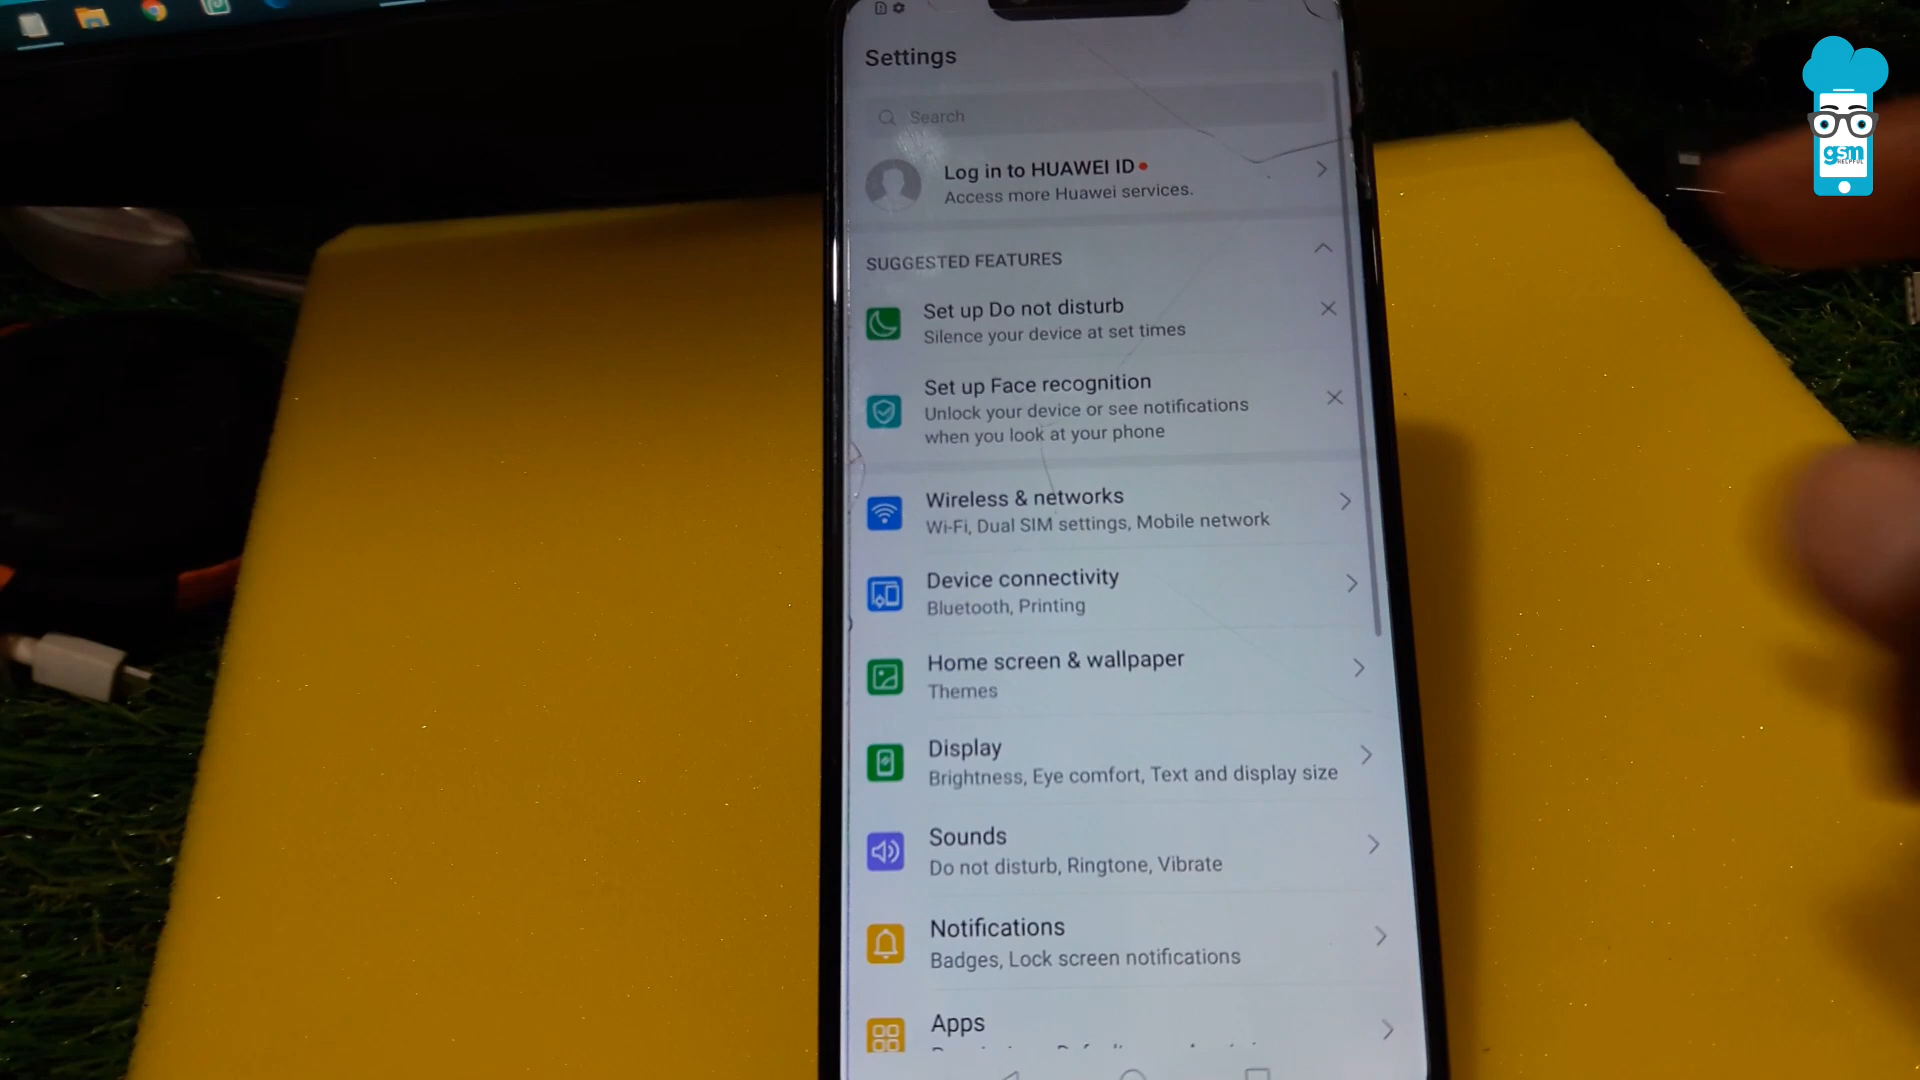 Settings
Search
Log in to HUAWEI ID
Access more Huawei services.
SUGGESTED FEATURES
Set up Do not disturb
Silence your device at set times
Set up Face recognition
Unlock your device or see notifications
when you look at your phone
Wireless & networks
Wi-Fi, Dual SIM settings, Mobile network
Device connectivity
Bluetooth, Printing
Home screen & wallpaper
Themes
Display
Brightness, Eye comfort, Text and display size
Sounds
Do not disturb, Ringtone, Vibrate
Notifications
Badges, Lock screen notifications
Apps
gsm
HELPFUL